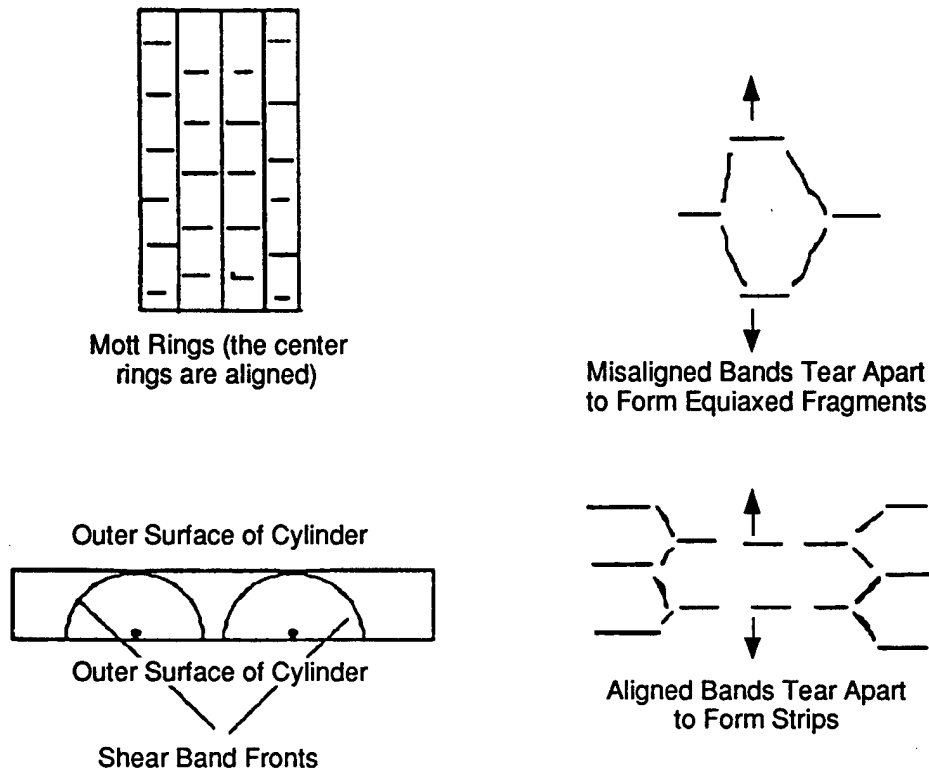 Mott Rings (the center
rings are aligned)
Misaligned Bands Tear Apart
to Form Equiaxed Fragments
Outer Surface of Cylinder
Outer Surface of Cylinder
Shear Band Fronts
Aligned Bands Tear Apart
to Form Strips